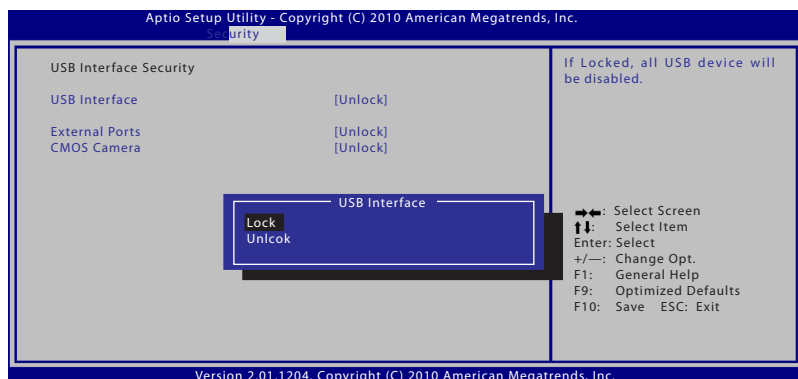 Aptio Setup Utility - Copyright (C) 2010 American Megatrends, Inc.
Security
USB Interface Security
USB Interface [Unlock]
External Ports [Unlock]
CMOS Camera [Unlock]
If Locked, all USB device will
be disabled.
USB Interface
Lock
Unlcok
→←: Select Screen
↑↓: Select Item
Enter: Select
+/—: Change Opt.
F1: General Help
F9: Optimized Defaults
F10: Save ESC: Exit
Version 2.01.1204. Copyright (C) 2010 American Megatrends, Inc.